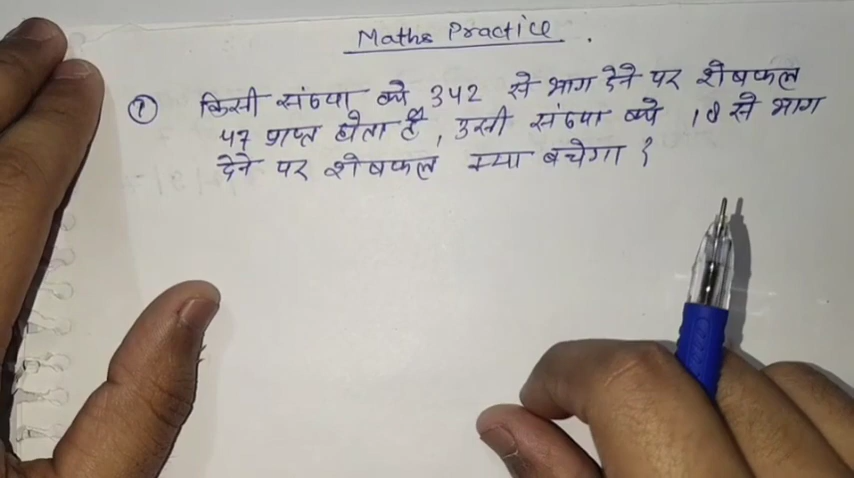 Maths Practice.
① किसी संख्या को 342 से भाग देने पर शेषफल
47 प्राप्त होता है, उसी संख्या को 18 से भाग
देने पर शेषफल क्या बचेगा ?